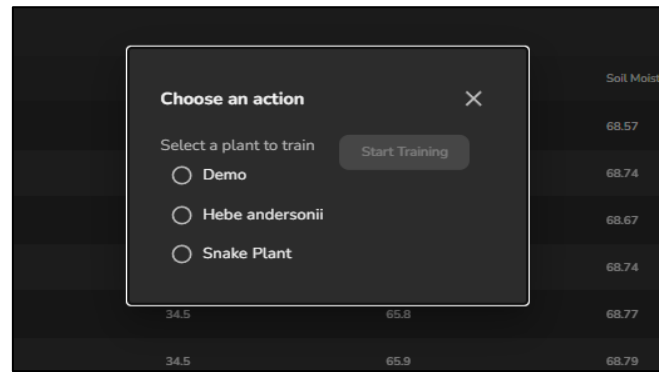 Soil Moist
Choose an action
68.57
Select a plant to train
Start Training
Demo
68.74
Hebe andersonii
68.67
Snake Plant
68.74
34.5 65.8 68.77
34.5 65.9 68.79